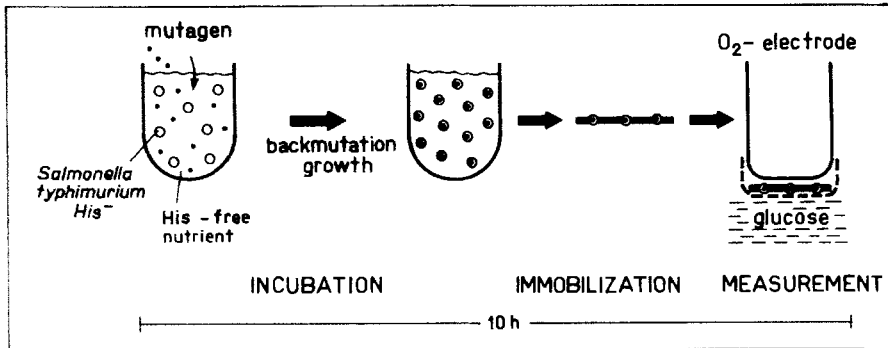 mutagen
O2- electrode
Salmonella
typhimurium
His–
His - free
nutrient
backmutation
growth
glucose
INCUBATION
IMMOBILIZATION
MEASUREMENT
10 h